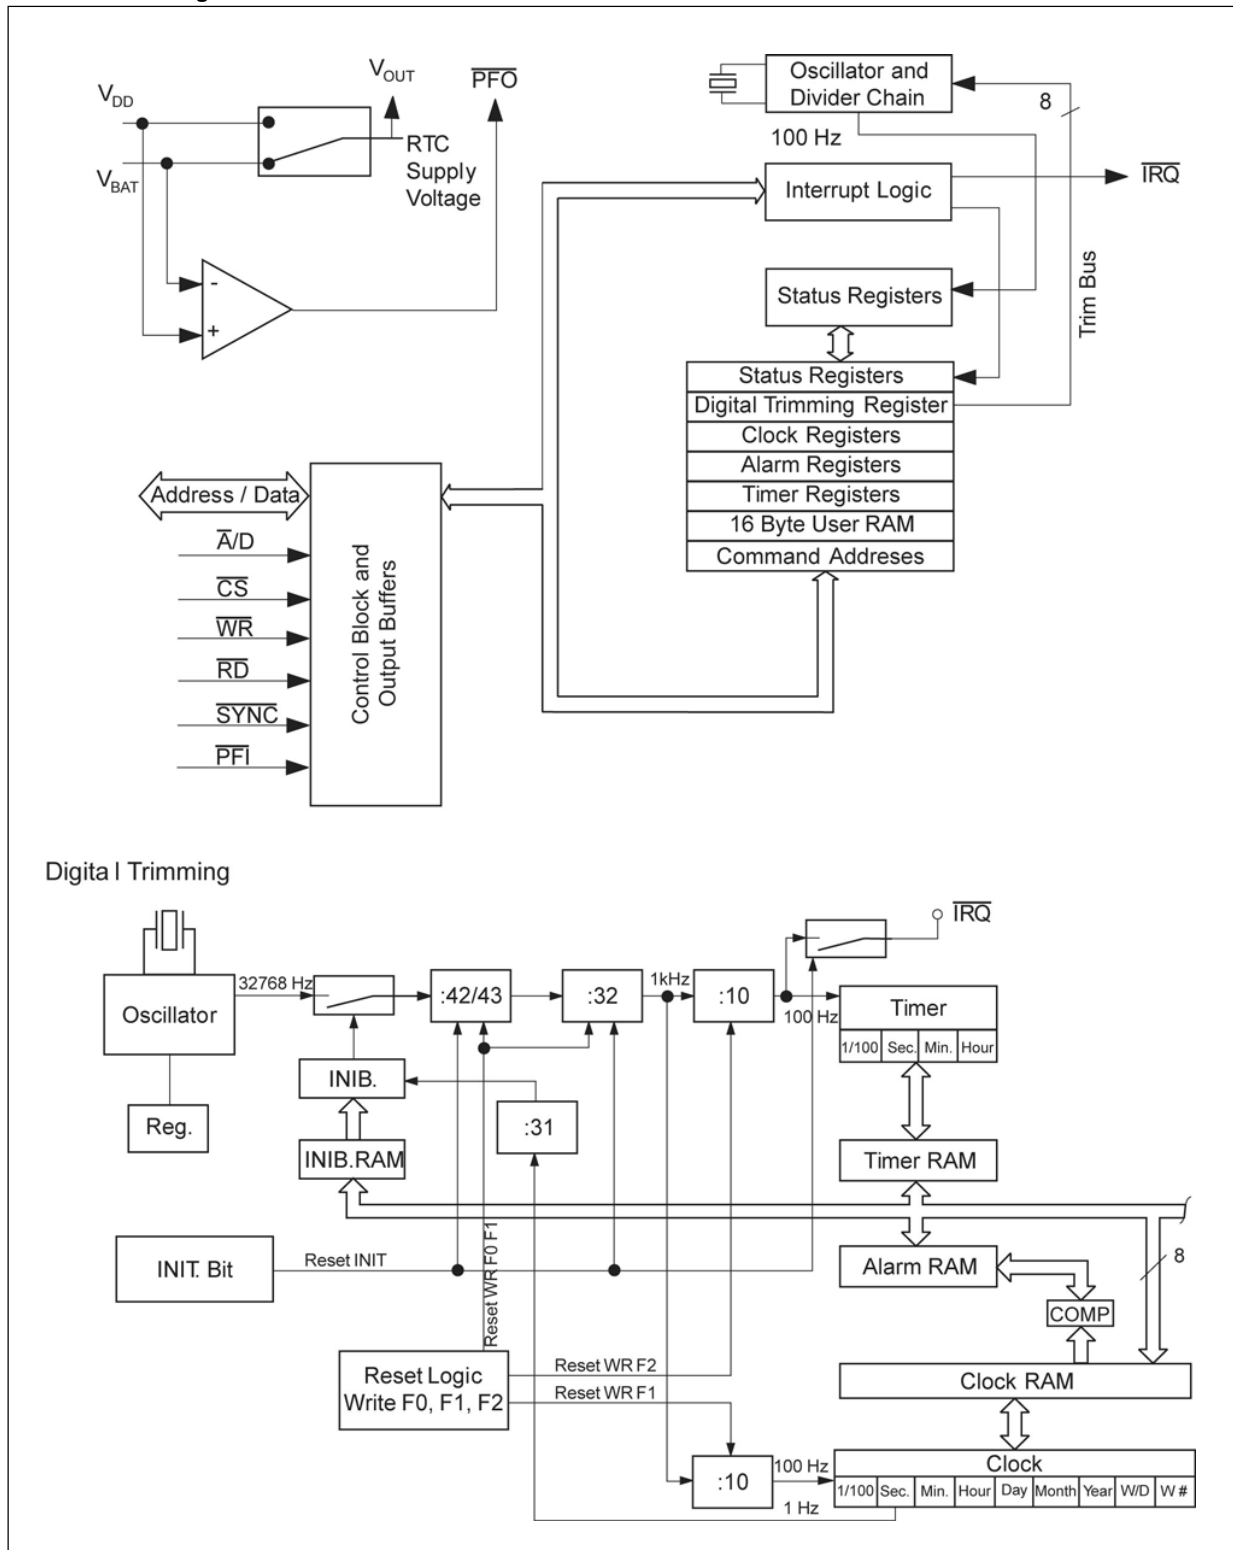 V_DD
V_BAT
V_OUT
PFO
RTC
Supply
Voltage
-
+
Oscillator and
Divider Chain
8
100 Hz
Interrupt Logic
IRQ
Trim Bus
Status Registers
Status Registers
Digital Trimming Register
Clock Registers
Alarm Registers
Timer Registers
16 Byte User RAM
Command Addreses
Address / Data
A/D
CS
WR
RD
SYNC
PFI
Control Block and
Output Buffers
Digital Trimming
Oscillator
Reg.
32768 Hz
:42/43
:32
1kHz
:10
100 Hz
IRQ
Timer
1/100 Sec. Min. Hour
INIB.
:31
INIB.RAM
Timer RAM
INIT. Bit
Reset INIT
Reset WR F0 F1
Alarm RAM
8
COMP
Reset Logic
Write F0, F1, F2
Reset WR F2
Reset WR F1
Clock RAM
:10
100 Hz
1 Hz
Clock
1/100 Sec. Min. Hour Day Month Year W/D W #